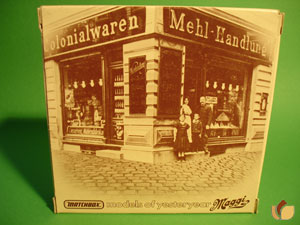 Colonialwaren Mehl-Handlung
MATCHBOX models of yesteryear Maggi